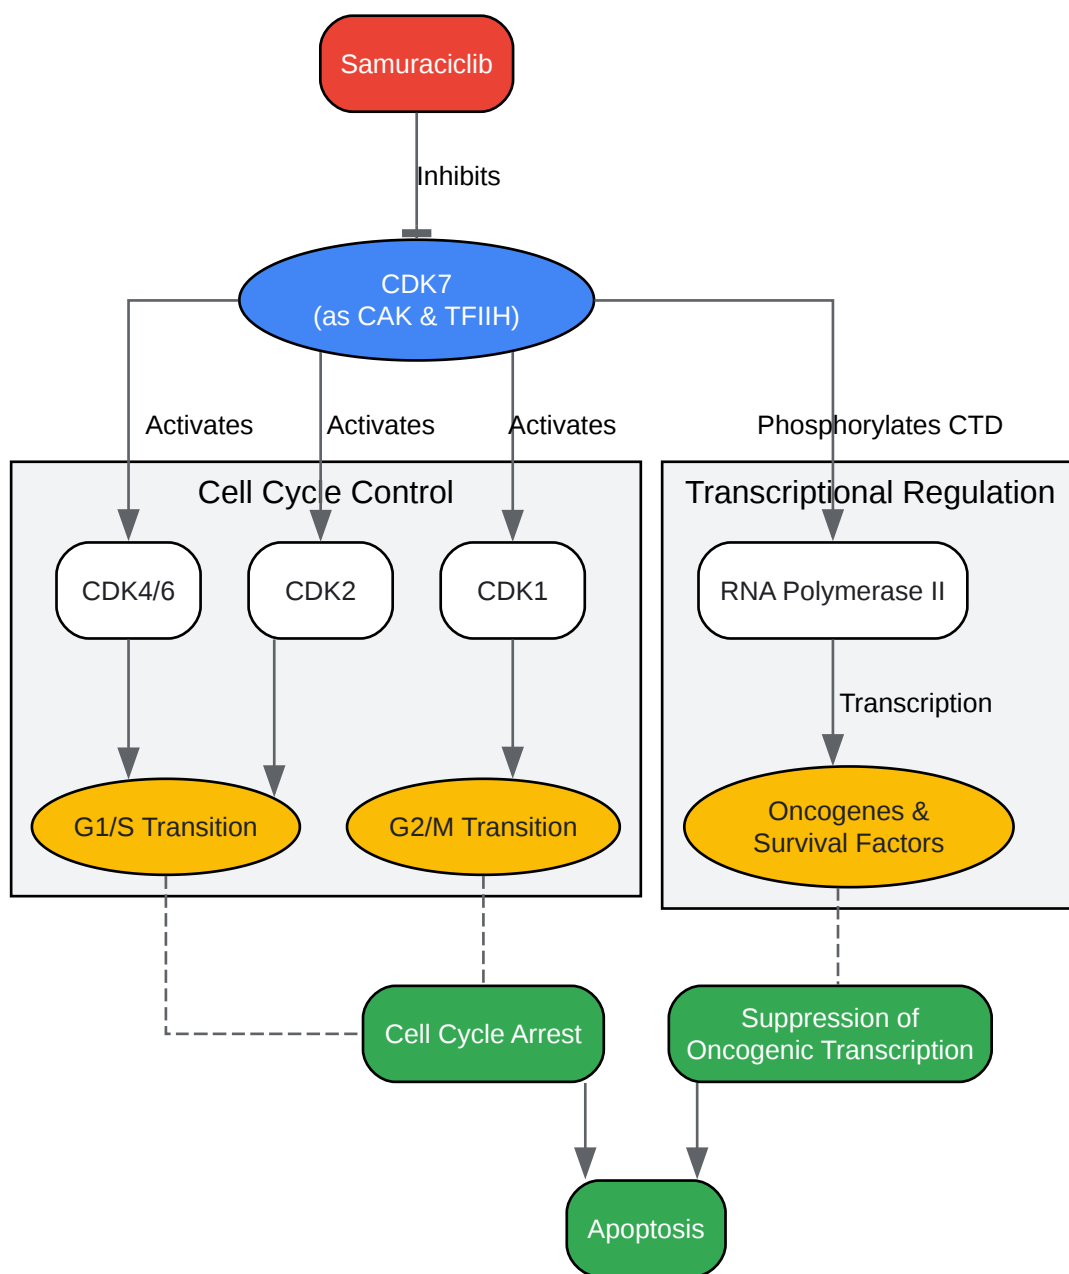 Samuraciclib
Inhibits
CDK7
(as CAK & TFIIH)
Activates
Activates
Activates
Phosphorylates CTD
Cell Cycle Control
Transcriptional Regulation
CDK4/6
CDK2
CDK1
RNA Polymerase II
Transcription
G1/S Transition
G2/M Transition
Oncogenes &
Survival Factors
Cell Cycle Arrest
Suppression of
Oncogenic Transcription
Apoptosis